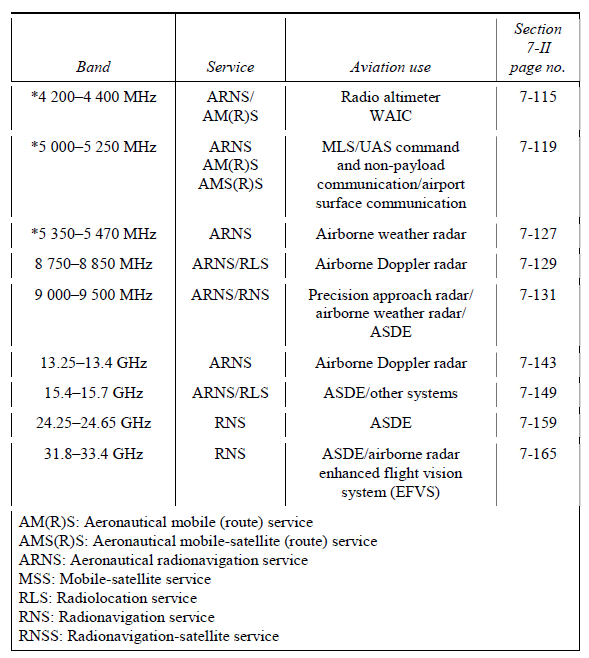 Section
7-II
Band Service Aviation use page no.
*4 200–4 400 MHz ARNS/ Radio altimeter 7-115
AM(R)S WAIC
*5 000–5 250 MHz ARNS MLS/UAS command 7-119
AM(R)S and non-payload
AMS(R)S communication/airport
surface communication
*5 350–5 470 MHz ARNS Airborne weather radar 7-127
8 750–8 850 MHz ARNS/RLS Airborne Doppler radar 7-129
9 000–9 500 MHz ARNS/RNS Precision approach radar/ 7-131
airborne weather radar/
ASDE
13.25–13.4 GHz ARNS Airborne Doppler radar 7-143
15.4–15.7 GHz ARNS/RLS ASDE/other systems 7-149
24.25–24.65 GHz RNS ASDE 7-159
31.8–33.4 GHz RNS ASDE/airborne radar 7-165
enhanced flight vision
system (EFVS)
AM(R)S: Aeronautical mobile (route) service
AMS(R)S: Aeronautical mobile-satellite (route) service
ARNS: Aeronautical radionavigation service
MSS: Mobile-satellite service
RLS: Radiolocation service
RNS: Radionavigation service
RNSS: Radionavigation-satellite service